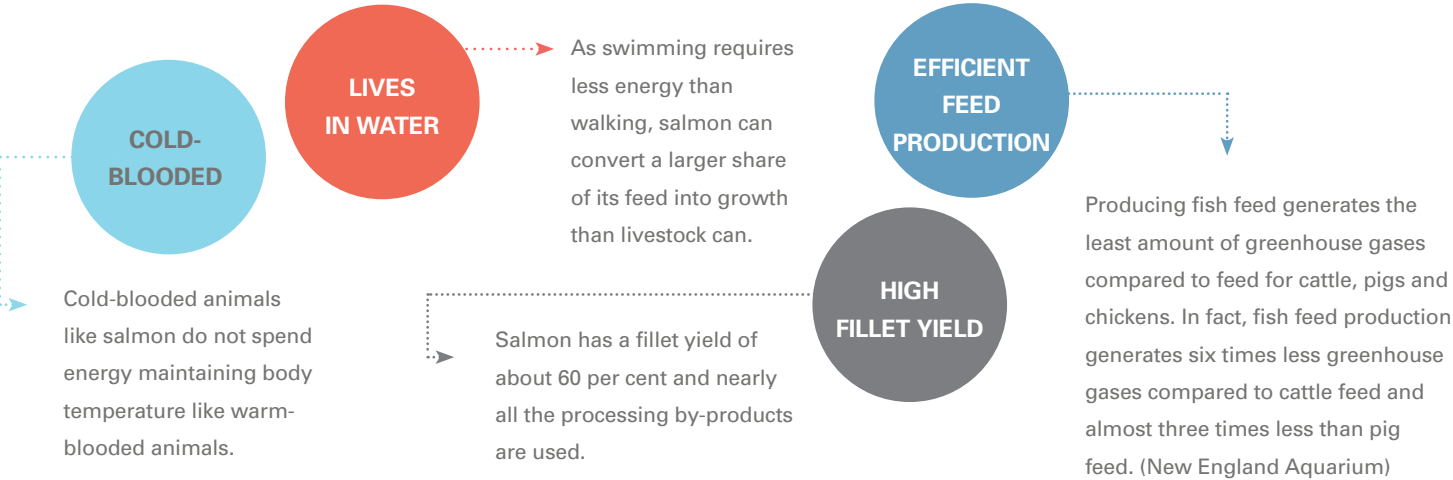 COLD-
BLOODED
Cold-blooded animals
like salmon do not spend
energy maintaining body
temperature like warm-
blooded animals.
LIVES
IN WATER
As swimming requires
less energy than
walking, salmon can
convert a larger share
of its feed into growth
than livestock can.
HIGH
FILLET YIELD
Salmon has a fillet yield of
about 60 per cent and nearly
all the processing by-products
are used.
EFFICIENT
FEED
PRODUCTION
Producing fish feed generates the
least amount of greenhouse gases
compared to feed for cattle, pigs and
chickens. In fact, fish feed production
generates six times less greenhouse
gases compared to cattle feed and
almost three times less than pig
feed. (New England Aquarium)